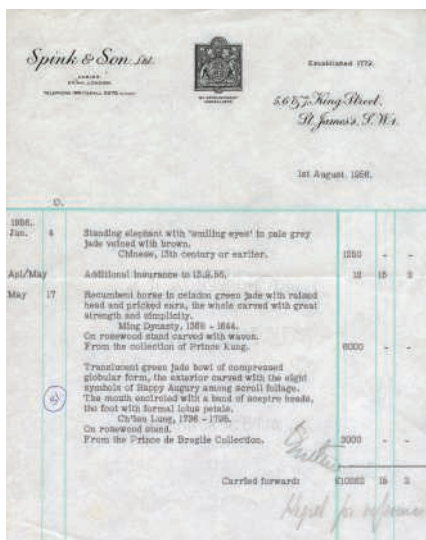 Spink & Son. Ltd.
Established 1772.
5, 6 & 7, King Street,
St. James's, S.W.1.
1st August, 1956.
1956.
Jan. 4 Standing elephant with "smiling eyes" in pale grey
jade veined with brown.
Chinese, 13th century or earlier. 1250 - -
Apl/May Additional insurance to 13.2.56. 12 15 2
May 17 Recumbent horse in celadon green jade with raised
head and pricked ears, the whole carved with great
strength and simplicity.
Ming Dynasty, 1368 - 1644.
On rosewood stand carved with waves.
From the collection of Prince Kung. 6000 - -
Translucent green jade bowl of compressed
globular form, the exterior carved with the eight
symbols of Happy Augury among scroll foliage.
The mouth encircled with a band of sceptre heads,
the foot with formal lotus petals.
Ch'ien Lung, 1736 - 1795.
On rosewood stand.
From the Prince de Broglie Collection. 3000 - -
Carried forward: £10262 15 2